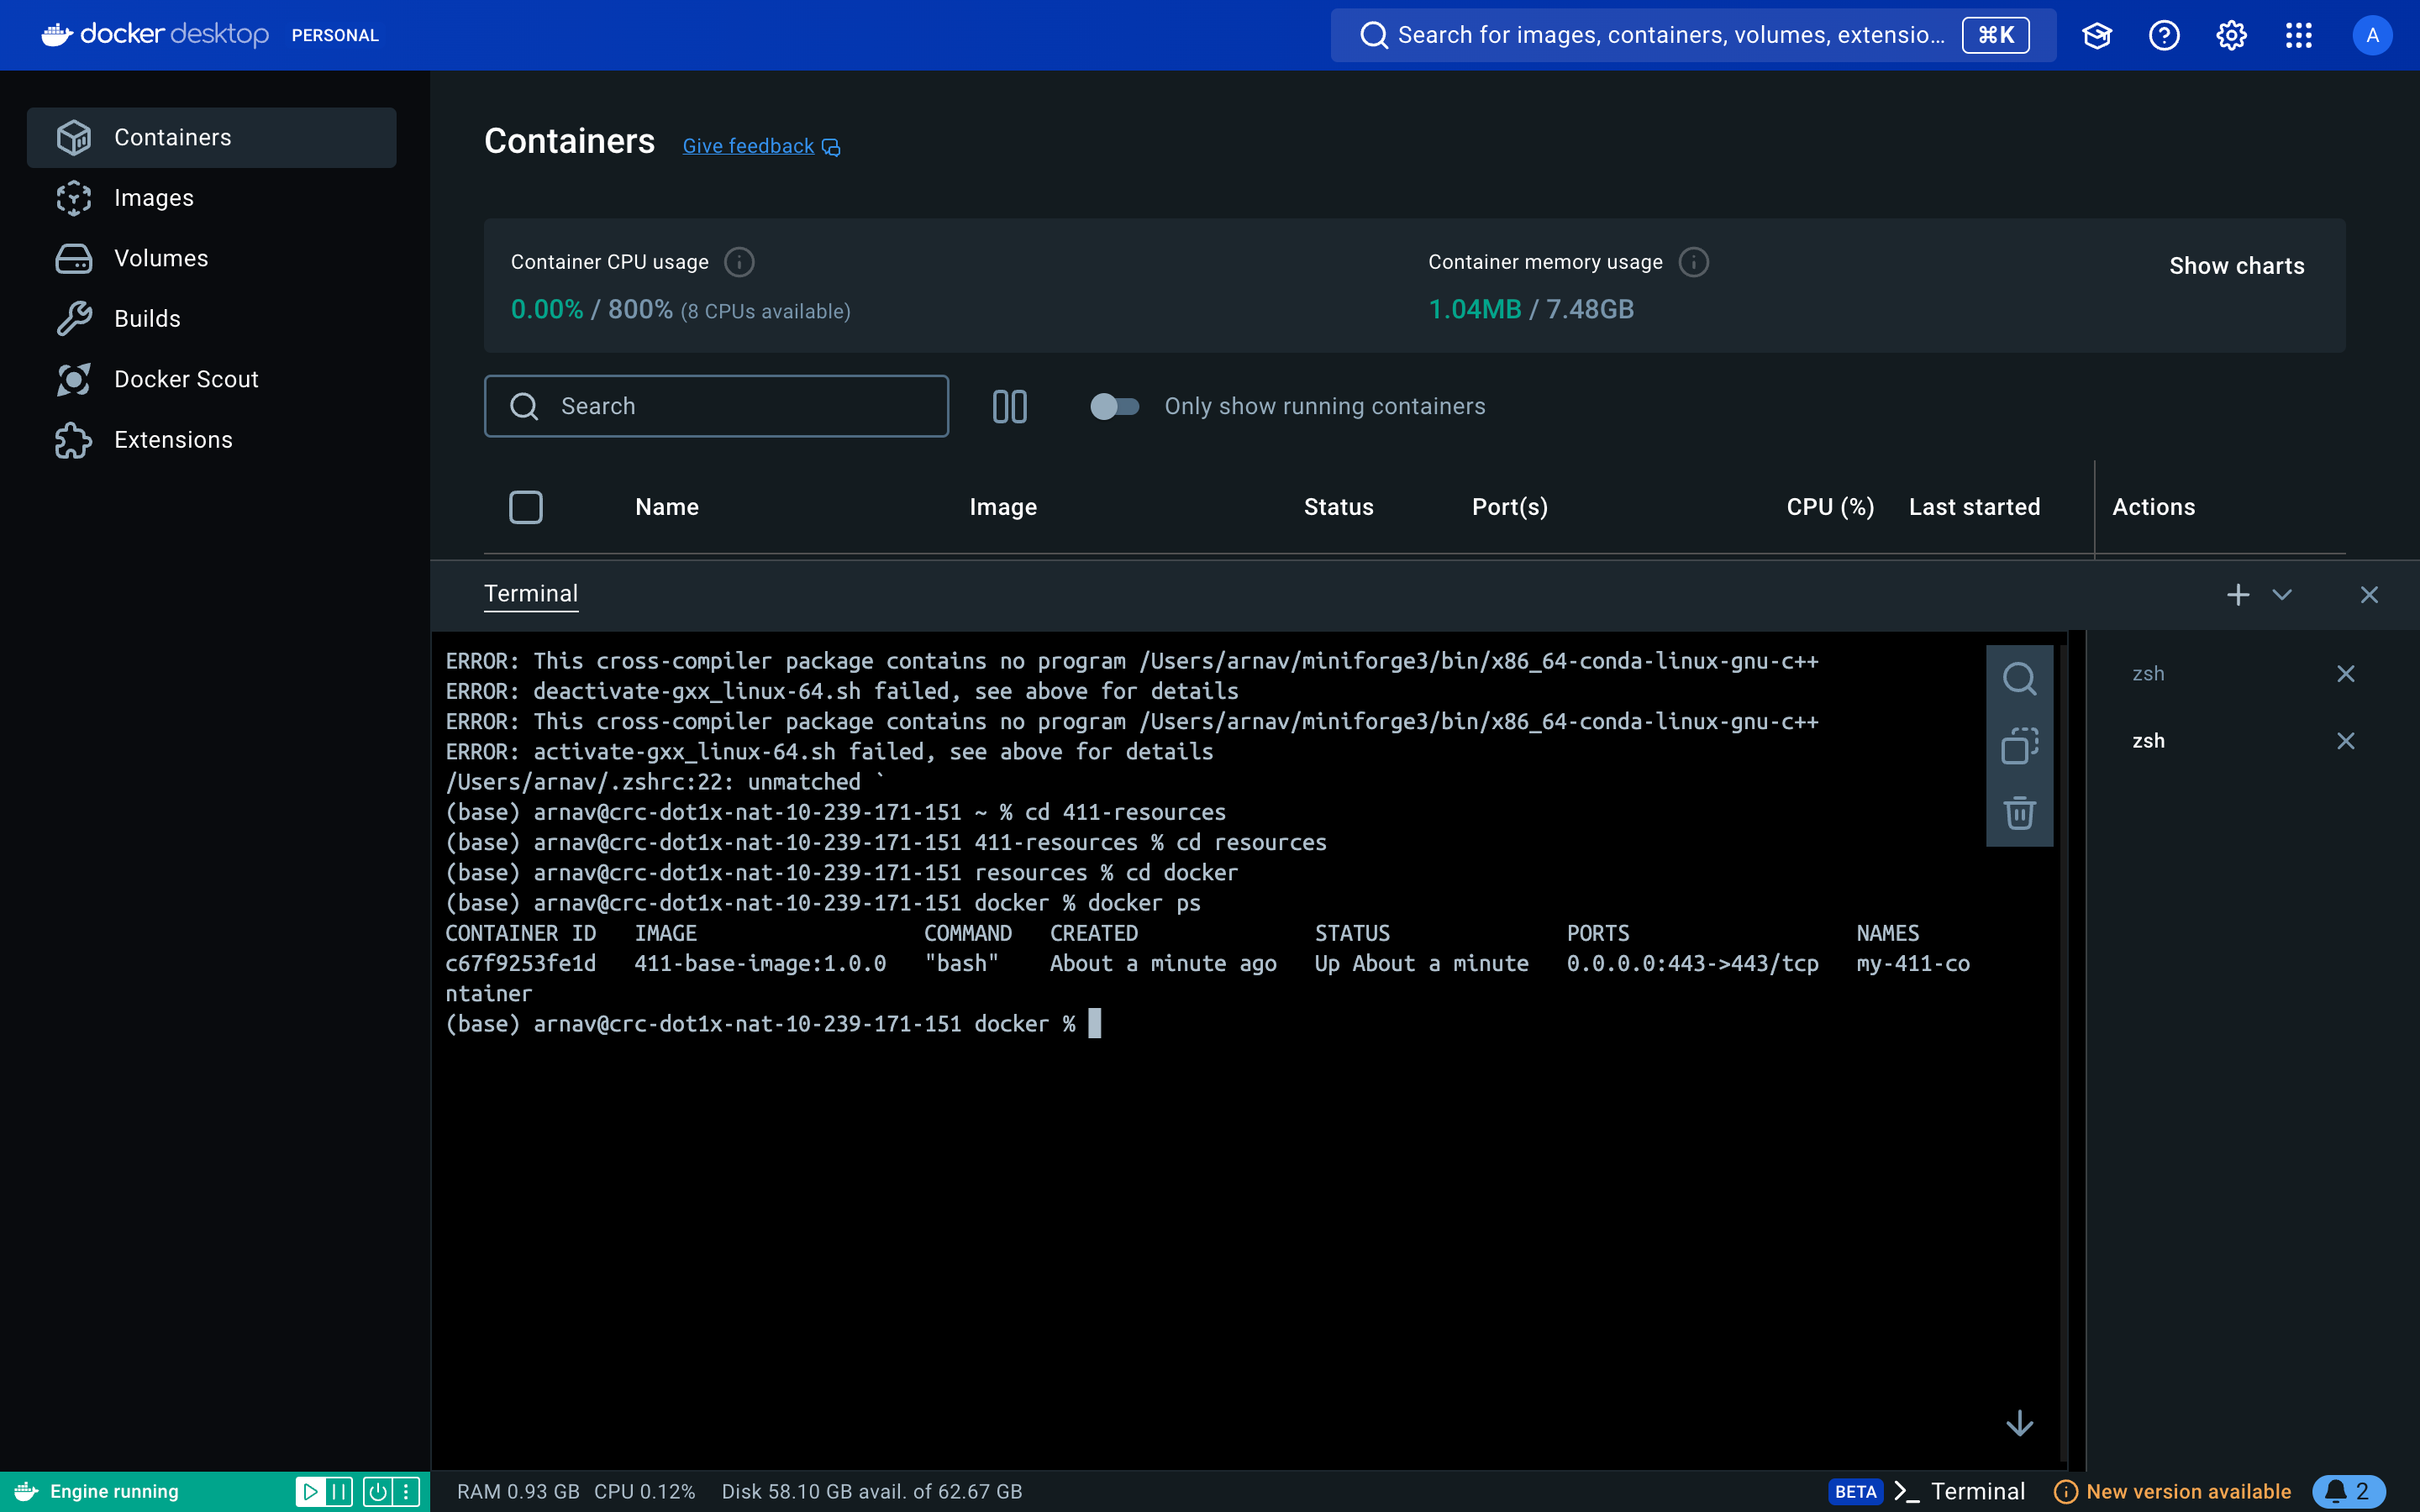 docker desktop PERSONAL
Search for images, containers, volumes, extensio... ⌘K
A
Containers
Images
Volumes
Builds
Docker Scout
Extensions
Containers Give feedback
Container CPU usage
0.00% / 800% (8 CPUs available)
Container memory usage
1.04MB / 7.48GB
Show charts
Search
Only show running containers
Name Image Status Port(s) CPU (%) Last started Actions
Terminal
ERROR: This cross-compiler package contains no program /Users/arnav/miniforge3/bin/x86_64-conda-linux-gnu-c++
ERROR: deactivate-gxx_linux-64.sh failed, see above for details
ERROR: This cross-compiler package contains no program /Users/arnav/miniforge3/bin/x86_64-conda-linux-gnu-c++
ERROR: activate-gxx_linux-64.sh failed, see above for details
/Users/arnav/.zshrc:22: unmatched `
(base) arnav@crc-dot1x-nat-10-239-171-151 ~ % cd 411-resources
(base) arnav@crc-dot1x-nat-10-239-171-151 411-resources % cd resources
(base) arnav@crc-dot1x-nat-10-239-171-151 resources % cd docker
(base) arnav@crc-dot1x-nat-10-239-171-151 docker % docker ps
CONTAINER ID IMAGE COMMAND CREATED STATUS PORTS NAMES
c67f9253fe1d 411-base-image:1.0.0 "bash" About a minute ago Up About a minute 0.0.0.0:443->443/tcp my-411-co
ntainer
(base) arnav@crc-dot1x-nat-10-239-171-151 docker %
zsh
zsh
Engine running
RAM 0.93 GB CPU 0.12% Disk 58.10 GB avail. of 62.67 GB
BETA >_ Terminal
New version available
2